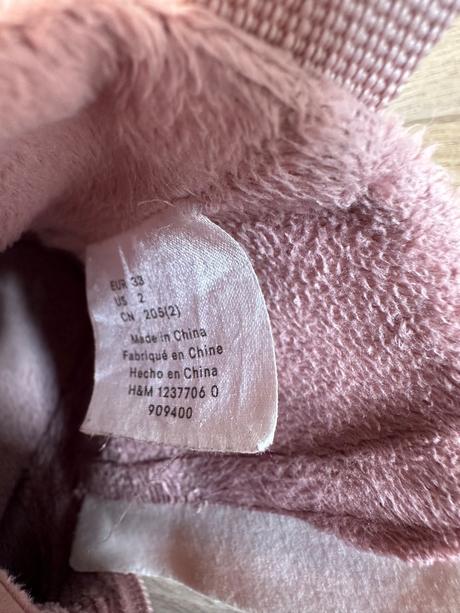 EUR 33
US 2
CN 205(2)
Made in China
Fabriqué en Chine
Hecho en China
H&M 1237706 0
909400